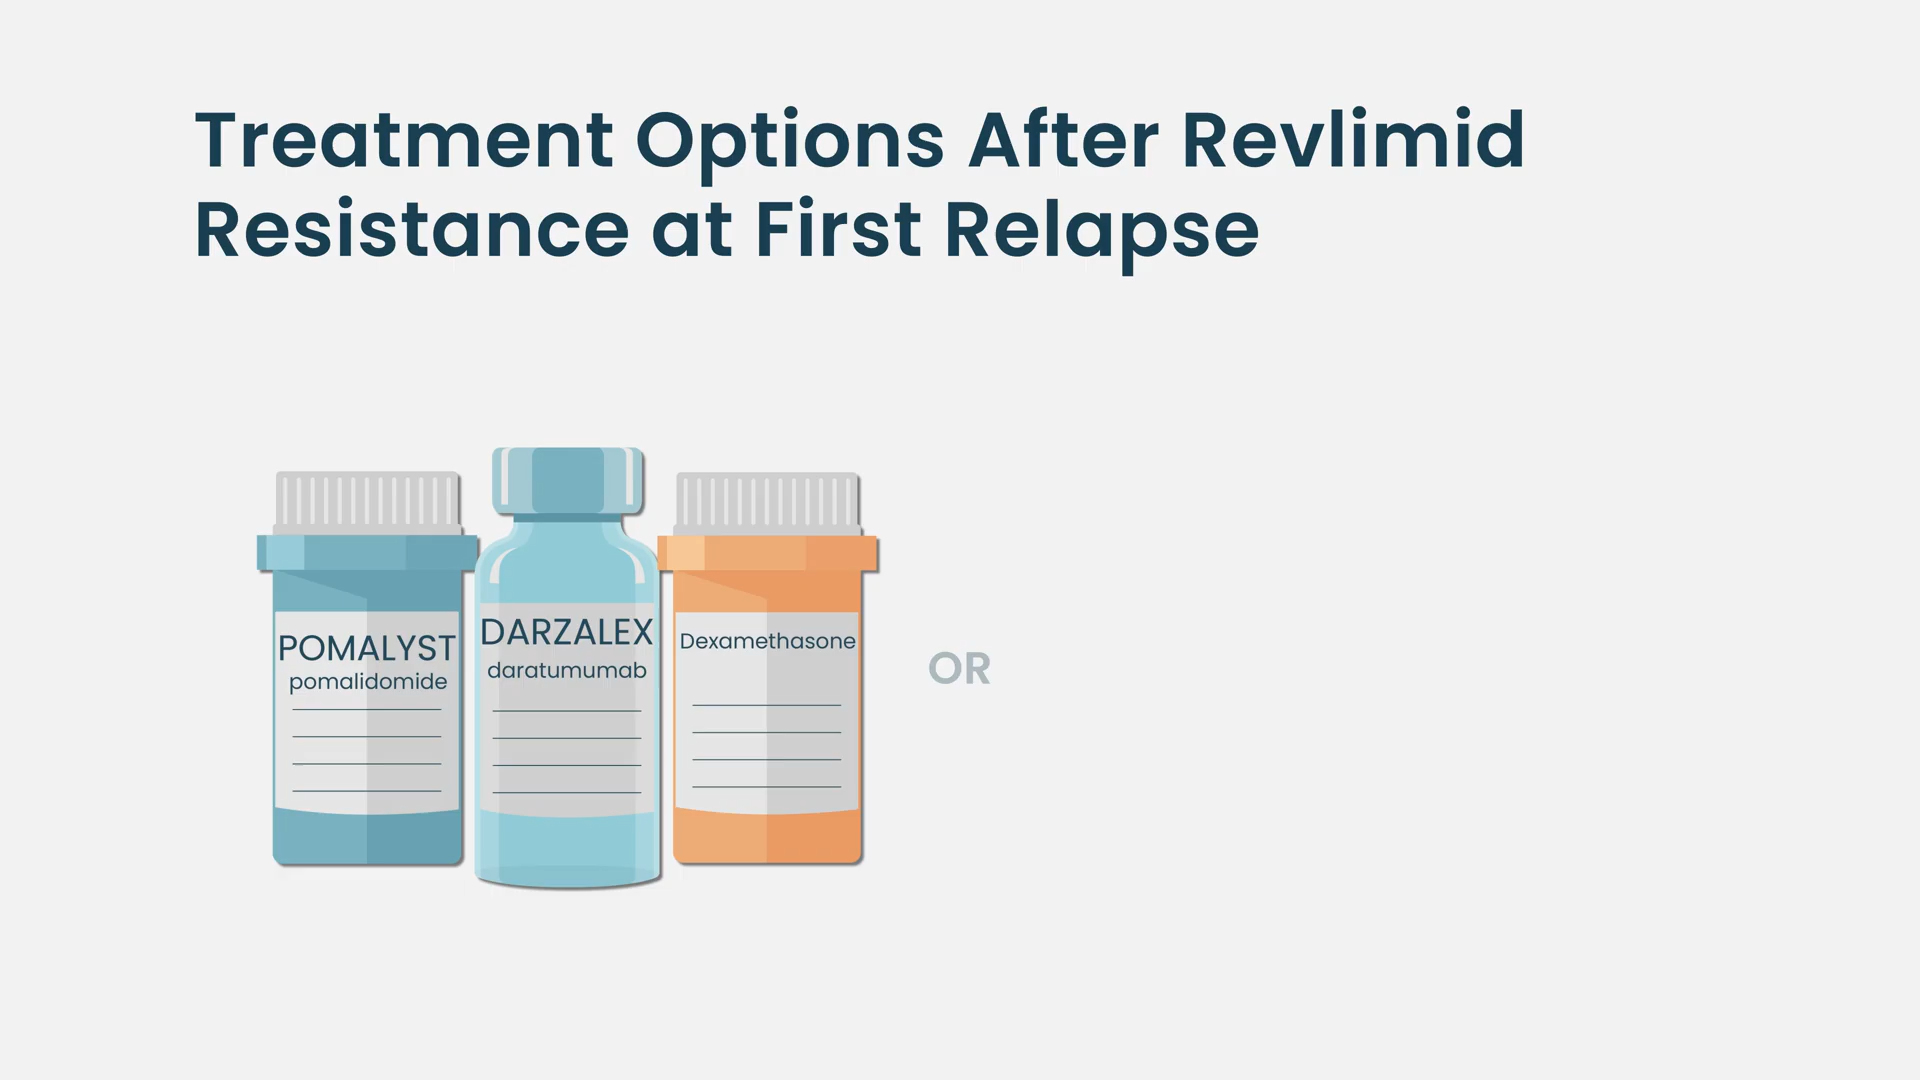 Treatment Options After Revlimid
Resistance at First Relapse
POMALYST
pomalidomide
DARZALEX
daratumumab
Dexamethasone
OR